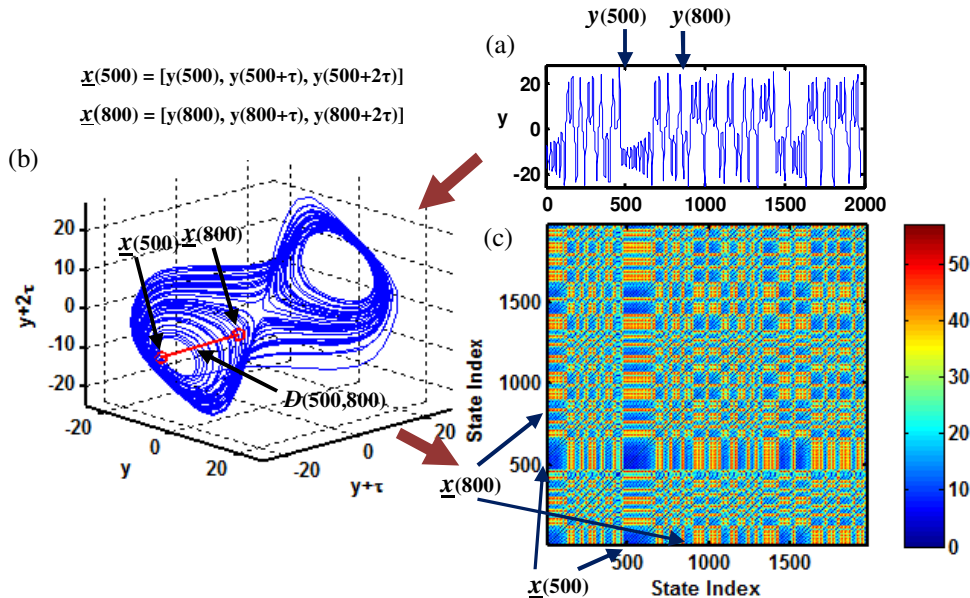 y(500) y(800)
(a)
x(500) = [y(500), y(500+τ), y(500+2τ)]
x(800) = [y(800), y(800+τ), y(800+2τ)]
20
0
-20
y
0 500 1000 1500 2000
(b)
20
10
0
-10
-20
y+2τ
x(500) x(800)
D(500,800)
-20 0 20
y
-20 0 20
y+τ
(c)
1500
1000
500
State Index
500 1000 1500
State Index
x(800)
x(500)
50
40
30
20
10
0